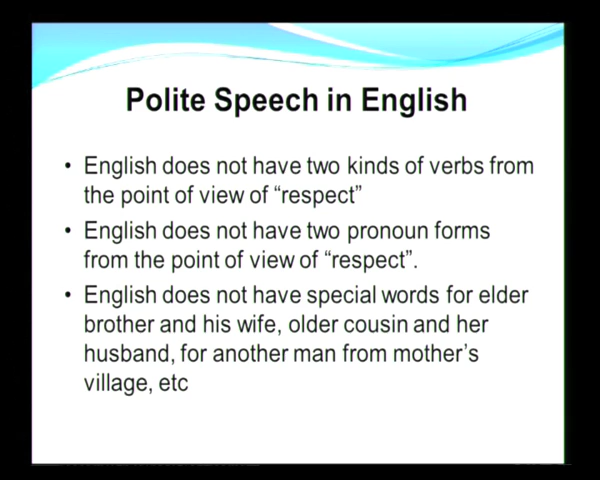 Polite Speech in English
• English does not have two kinds of verbs from
the point of view of “respect”
• English does not have two pronoun forms
from the point of view of “respect”.
• English does not have special words for elder
brother and his wife, older cousin and her
husband, for another man from mother’s
village, etc